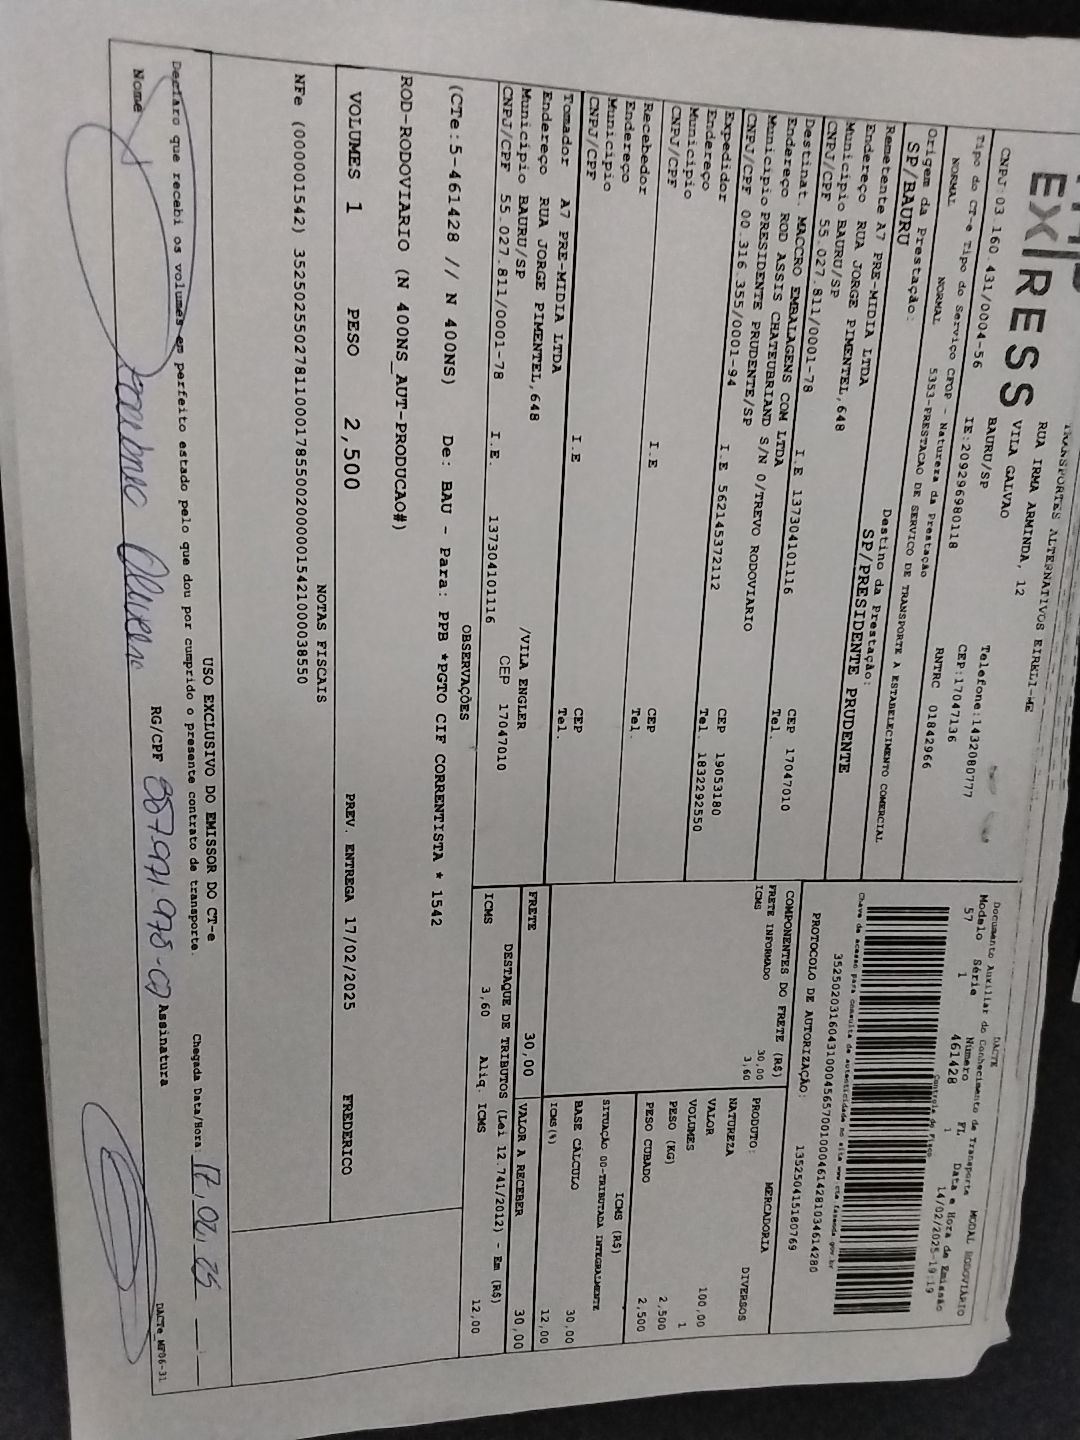 EX|RESS
TRANSPORTES ALTERNATIVOS EIRELI-ME
RUA IRMA ARMINDA, 12
VILA GALVAO
BAURU/SP
Telefone:1432080777
CEP:17047136
CNPJ:03.160.431/0004-56
IE:209296980118
RNTRC 01842966
Tipo do CT-e Tipo do Serviço CFOP - Natureza da Prestação
NORMAL NORMAL 5353-PRESTACAO DE SERVICO DE TRANSPORTE A ESTABELECIMENTO COMERCIAL
Origem da Prestação: Destino da Prestação:
SP/BAURU SP/PRESIDENTE PRUDENTE
DACTE MODAL RODOVIÁRIO
Documento Auxiliar do Conhecimento de Transporte
Modelo Série Número FL Data e Hora de Emissão
57 1 461428 1 14/02/2025-19:19
Controle do Fisco
Chave de acesso para consulta de autenticidade no site www.cte.fazenda.gov.br
PROTOCOLO DE AUTORIZAÇÃO: 135250415180769
Remetente A7 PRE-MIDIA LTDA
Endereço RUA JORGE PIMENTEL,648
Município BAURU/SP
CNPJ/CPF 55.027.811/0001-78 I.E 137304101116 CEP 17047010
Tel.
Destinat. MACCRO EMBALAGENS COM LTDA
Endereço ROD ASSIS CHATEUBRIAND S/N 0/TREVO RODOVIARIO
Município PRESIDENTE PRUDENTE/SP CEP 19053180
CNPJ/CPF 00.316.355/0001-94 I.E 562145372112 Tel. 1832292550
Expedidor
Endereço
Município CEP
CNPJ/CPF I.E Tel.
Recebedor
Endereço
Município CEP
CNPJ/CPF I.E Tel.
Tomador A7 PRE-MIDIA LTDA
Endereço RUA JORGE PIMENTEL,648 /VILA ENGLER
Município BAURU/SP CEP 17047010
CNPJ/CPF 55.027.811/0001-78 I.E. 137304101116
COMPONENTES DO FRETE (R$)
FRETE INFORMADO 30,00
ICMS 3,60
PRODUTO: MERCADORIA
NATUREZA DIVERSOS
VALOR 100,00
VOLUMES 1
PESO (KG) 2,500
PESO CUBADO 2,500
ICMS (R$)
SITUAÇÃO 00-TRIBUTADA INTEGRALMENTE
BASE CÁLCULO 30,00
ICMS(%) 12,00
FRETE 30,00 VALOR A RECEBER 30,00
DESTAQUE DE TRIBUTOS (Lei 12.741/2012) - Em (R$)
ICMS 3,60 Aliq. ICMS 12,00
OBSERVAÇÕES
(CTe:5-461428 // N 400NS) De: BAU - Para: PPB *PGTO CIF CORRENTISTA * 1542
ROD-RODOVIARIO (N 400NS_AUT-PRODUCAO#)
VOLUMES 1 PESO 2,500 PREV. ENTREGA 17/02/2025 FREDERICO
NOTAS FISCAIS
USO EXCLUSIVO DO EMISSOR DO CT-e
Declaro que recebi os volumes em perfeito estado pelo que dou por cumprido o presente contrato de transporte. Chegada Data/Hora: 17,02,25
Nome RG/CPF Assinatura
DACTe_MF06-31